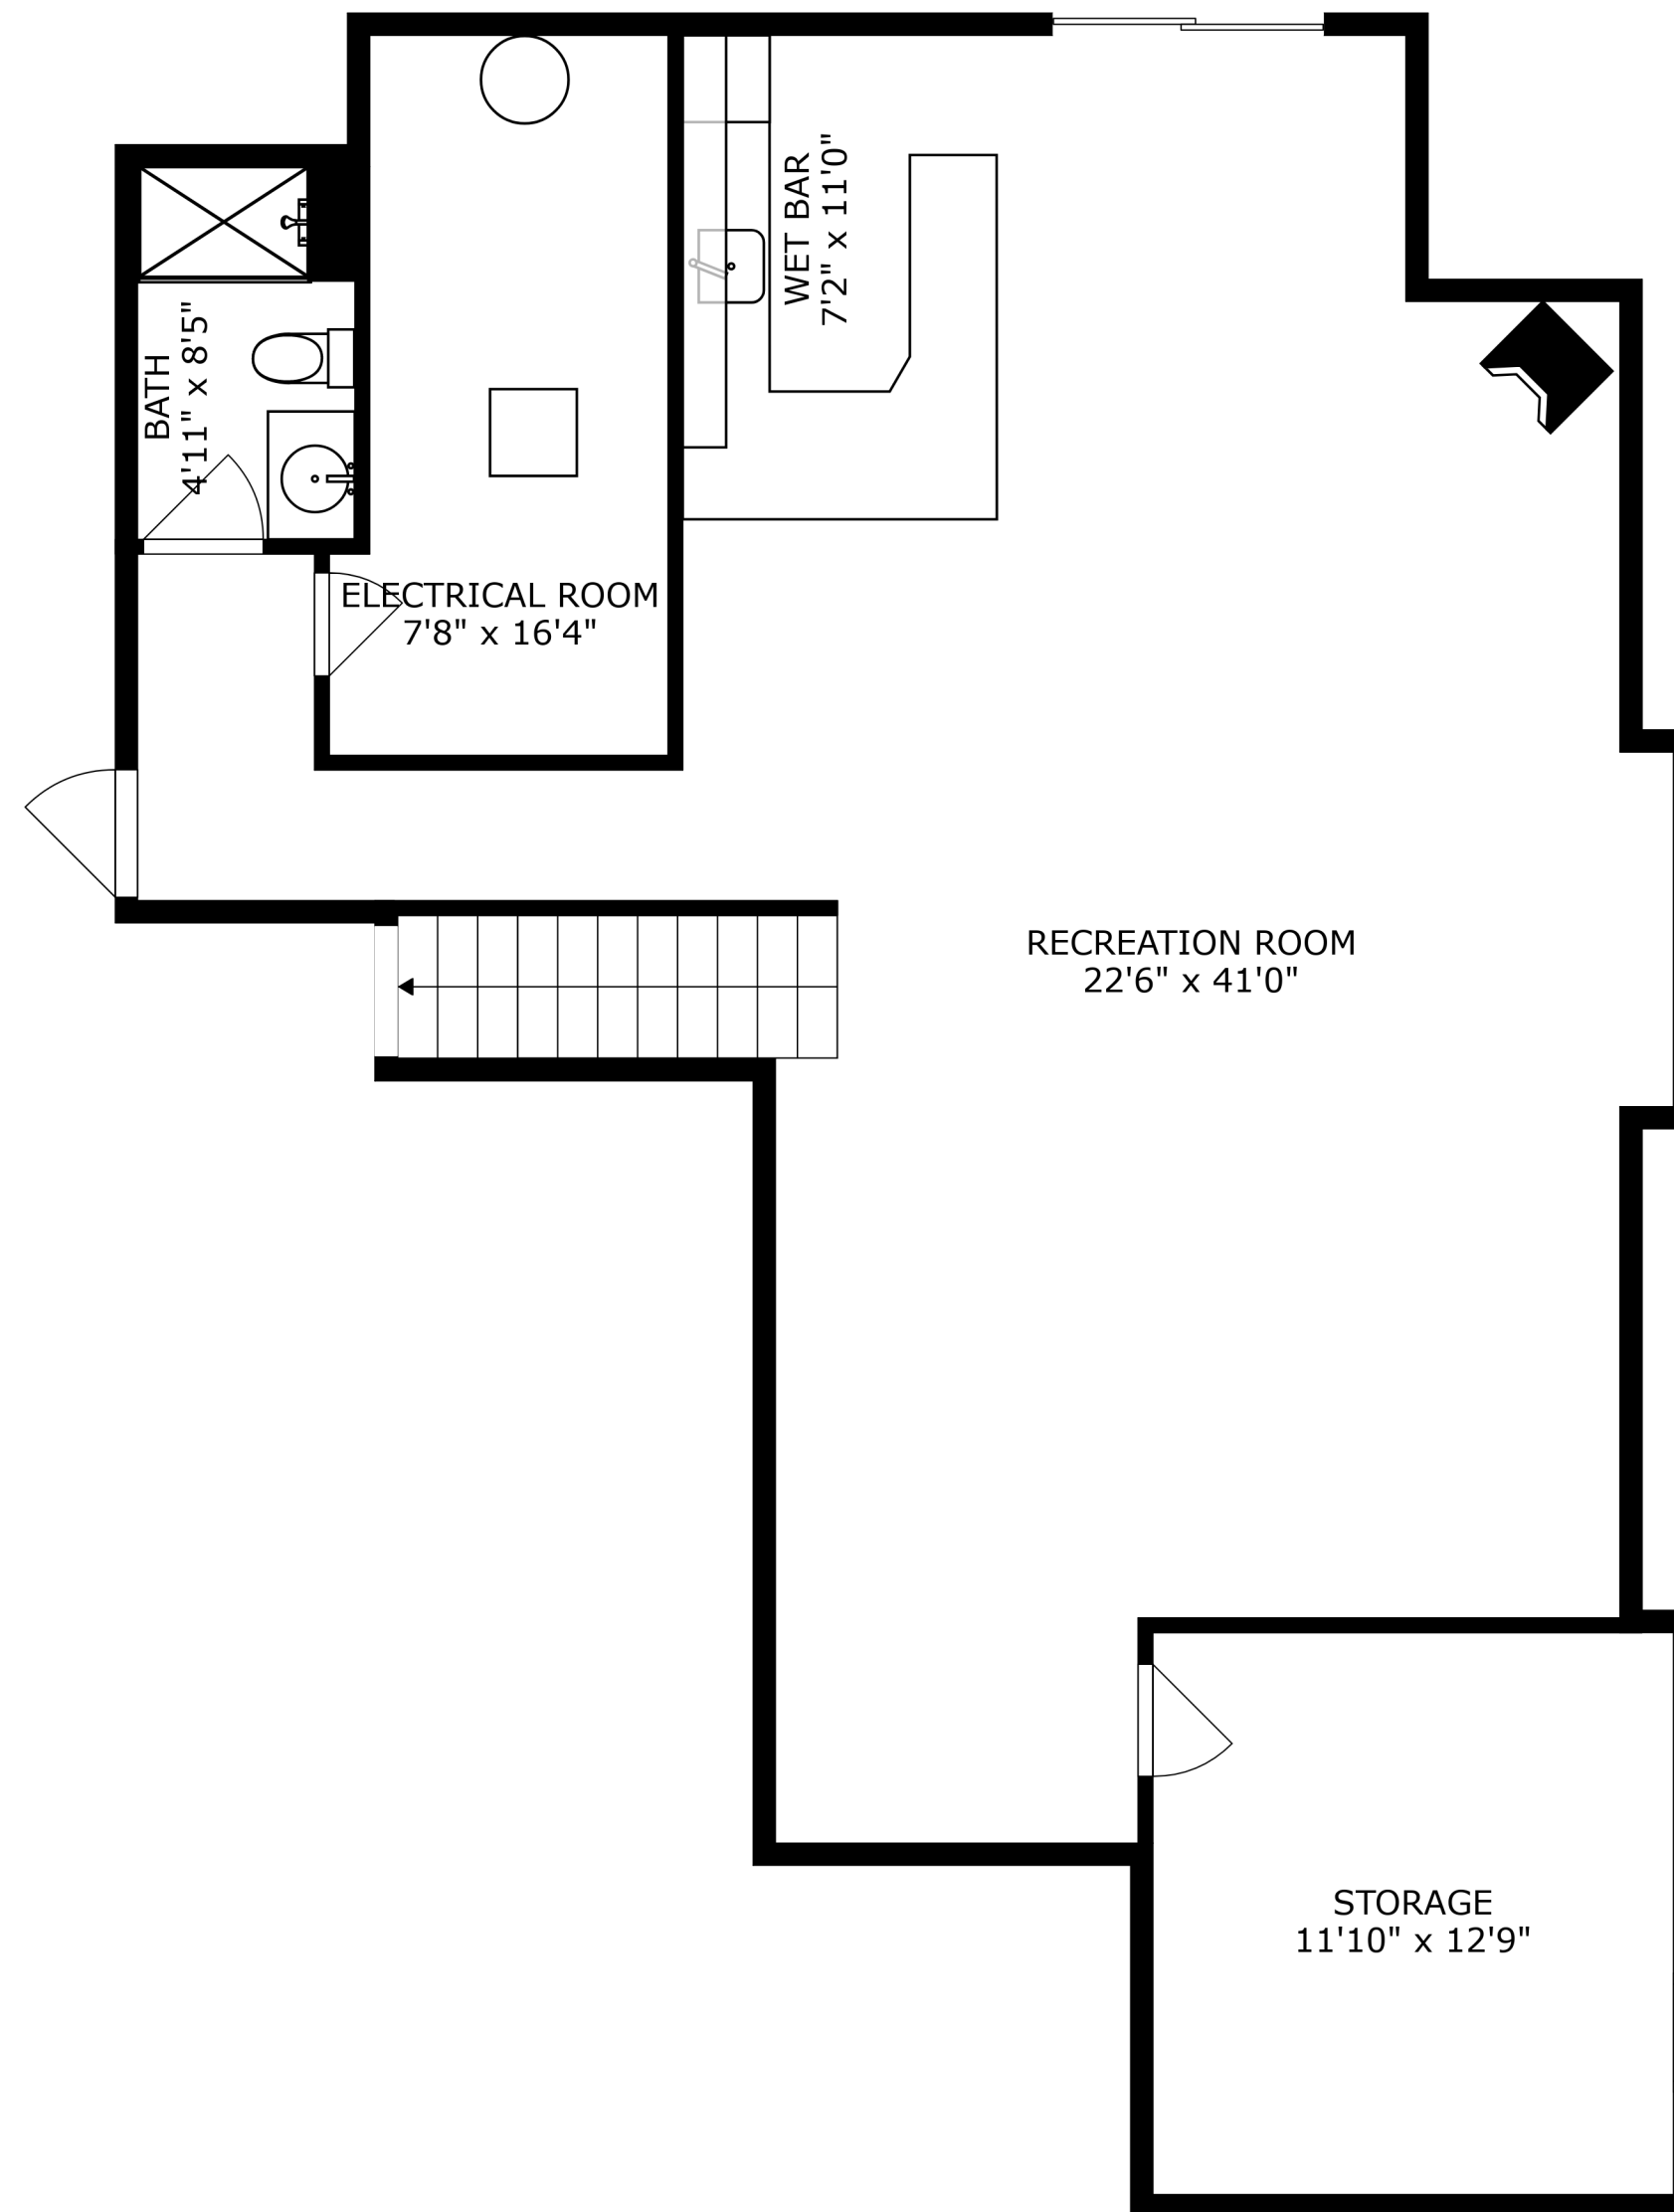 WET BAR
7'2" x 11'0"
BATH
4'11" x 8'5"
ELECTRICAL ROOM
7'8" x 16'4"
RECREATION ROOM
22'6" x 41'0"
STORAGE
11'10" x 12'9"